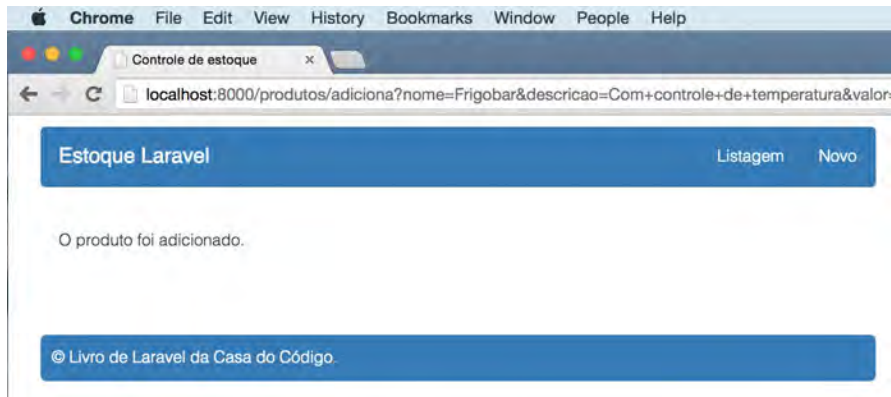 Chrome File Edit View History Bookmarks Window People Help
Controle de estoque ×
localhost:8000/produtos/adiciona?nome=Frigobar&descricao=Com+controle+de+temperatura&valor=
Estoque Laravel Listagem Novo
O produto foi adicionado.
© Livro de Laravel da Casa do Código.